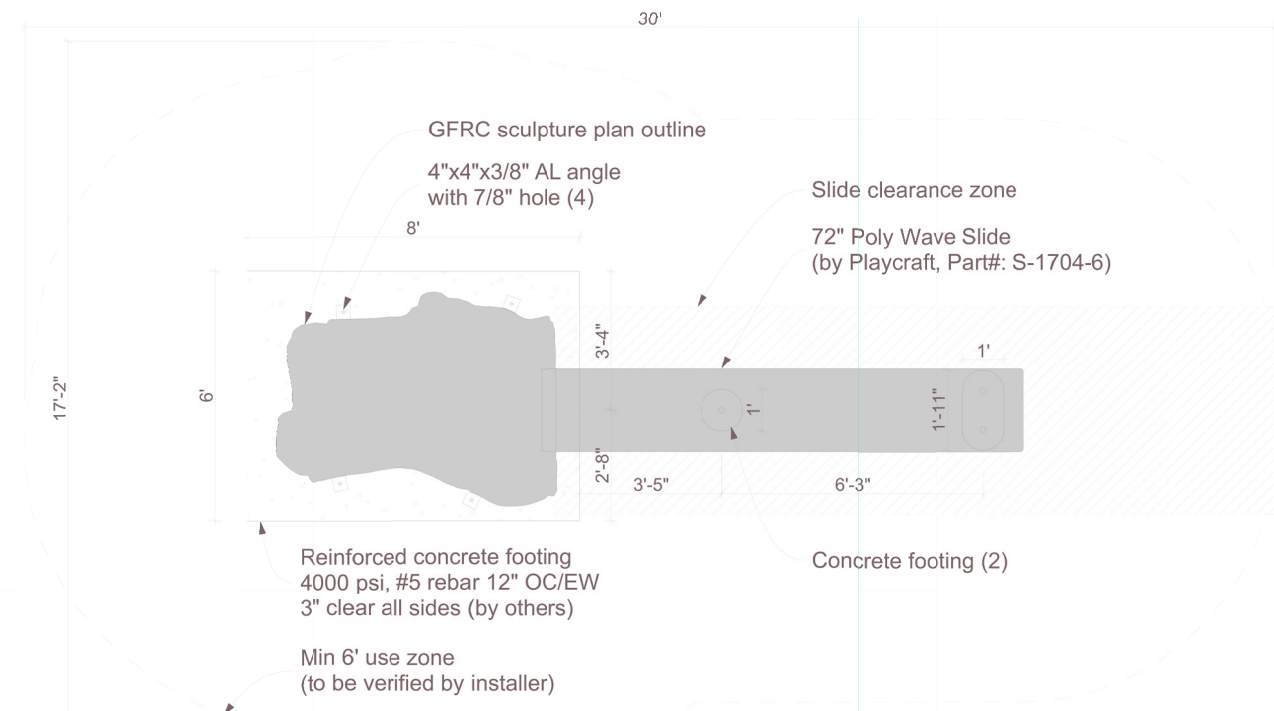 30'
GFRC sculpture plan outline
4"x4"x3/8" AL angle
with 7/8" hole (4)
Slide clearance zone
8'
72" Poly Wave Slide
(by Playcraft, Part#: S-1704-6)
3'-4"
1'
17'-2"
6'
1'
1'-11"
2'-8"
3'-5"
6'-3"
Reinforced concrete footing
4000 psi, #5 rebar 12" OC/EW
3" clear all sides (by others)
Concrete footing (2)
Min 6' use zone
(to be verified by installer)